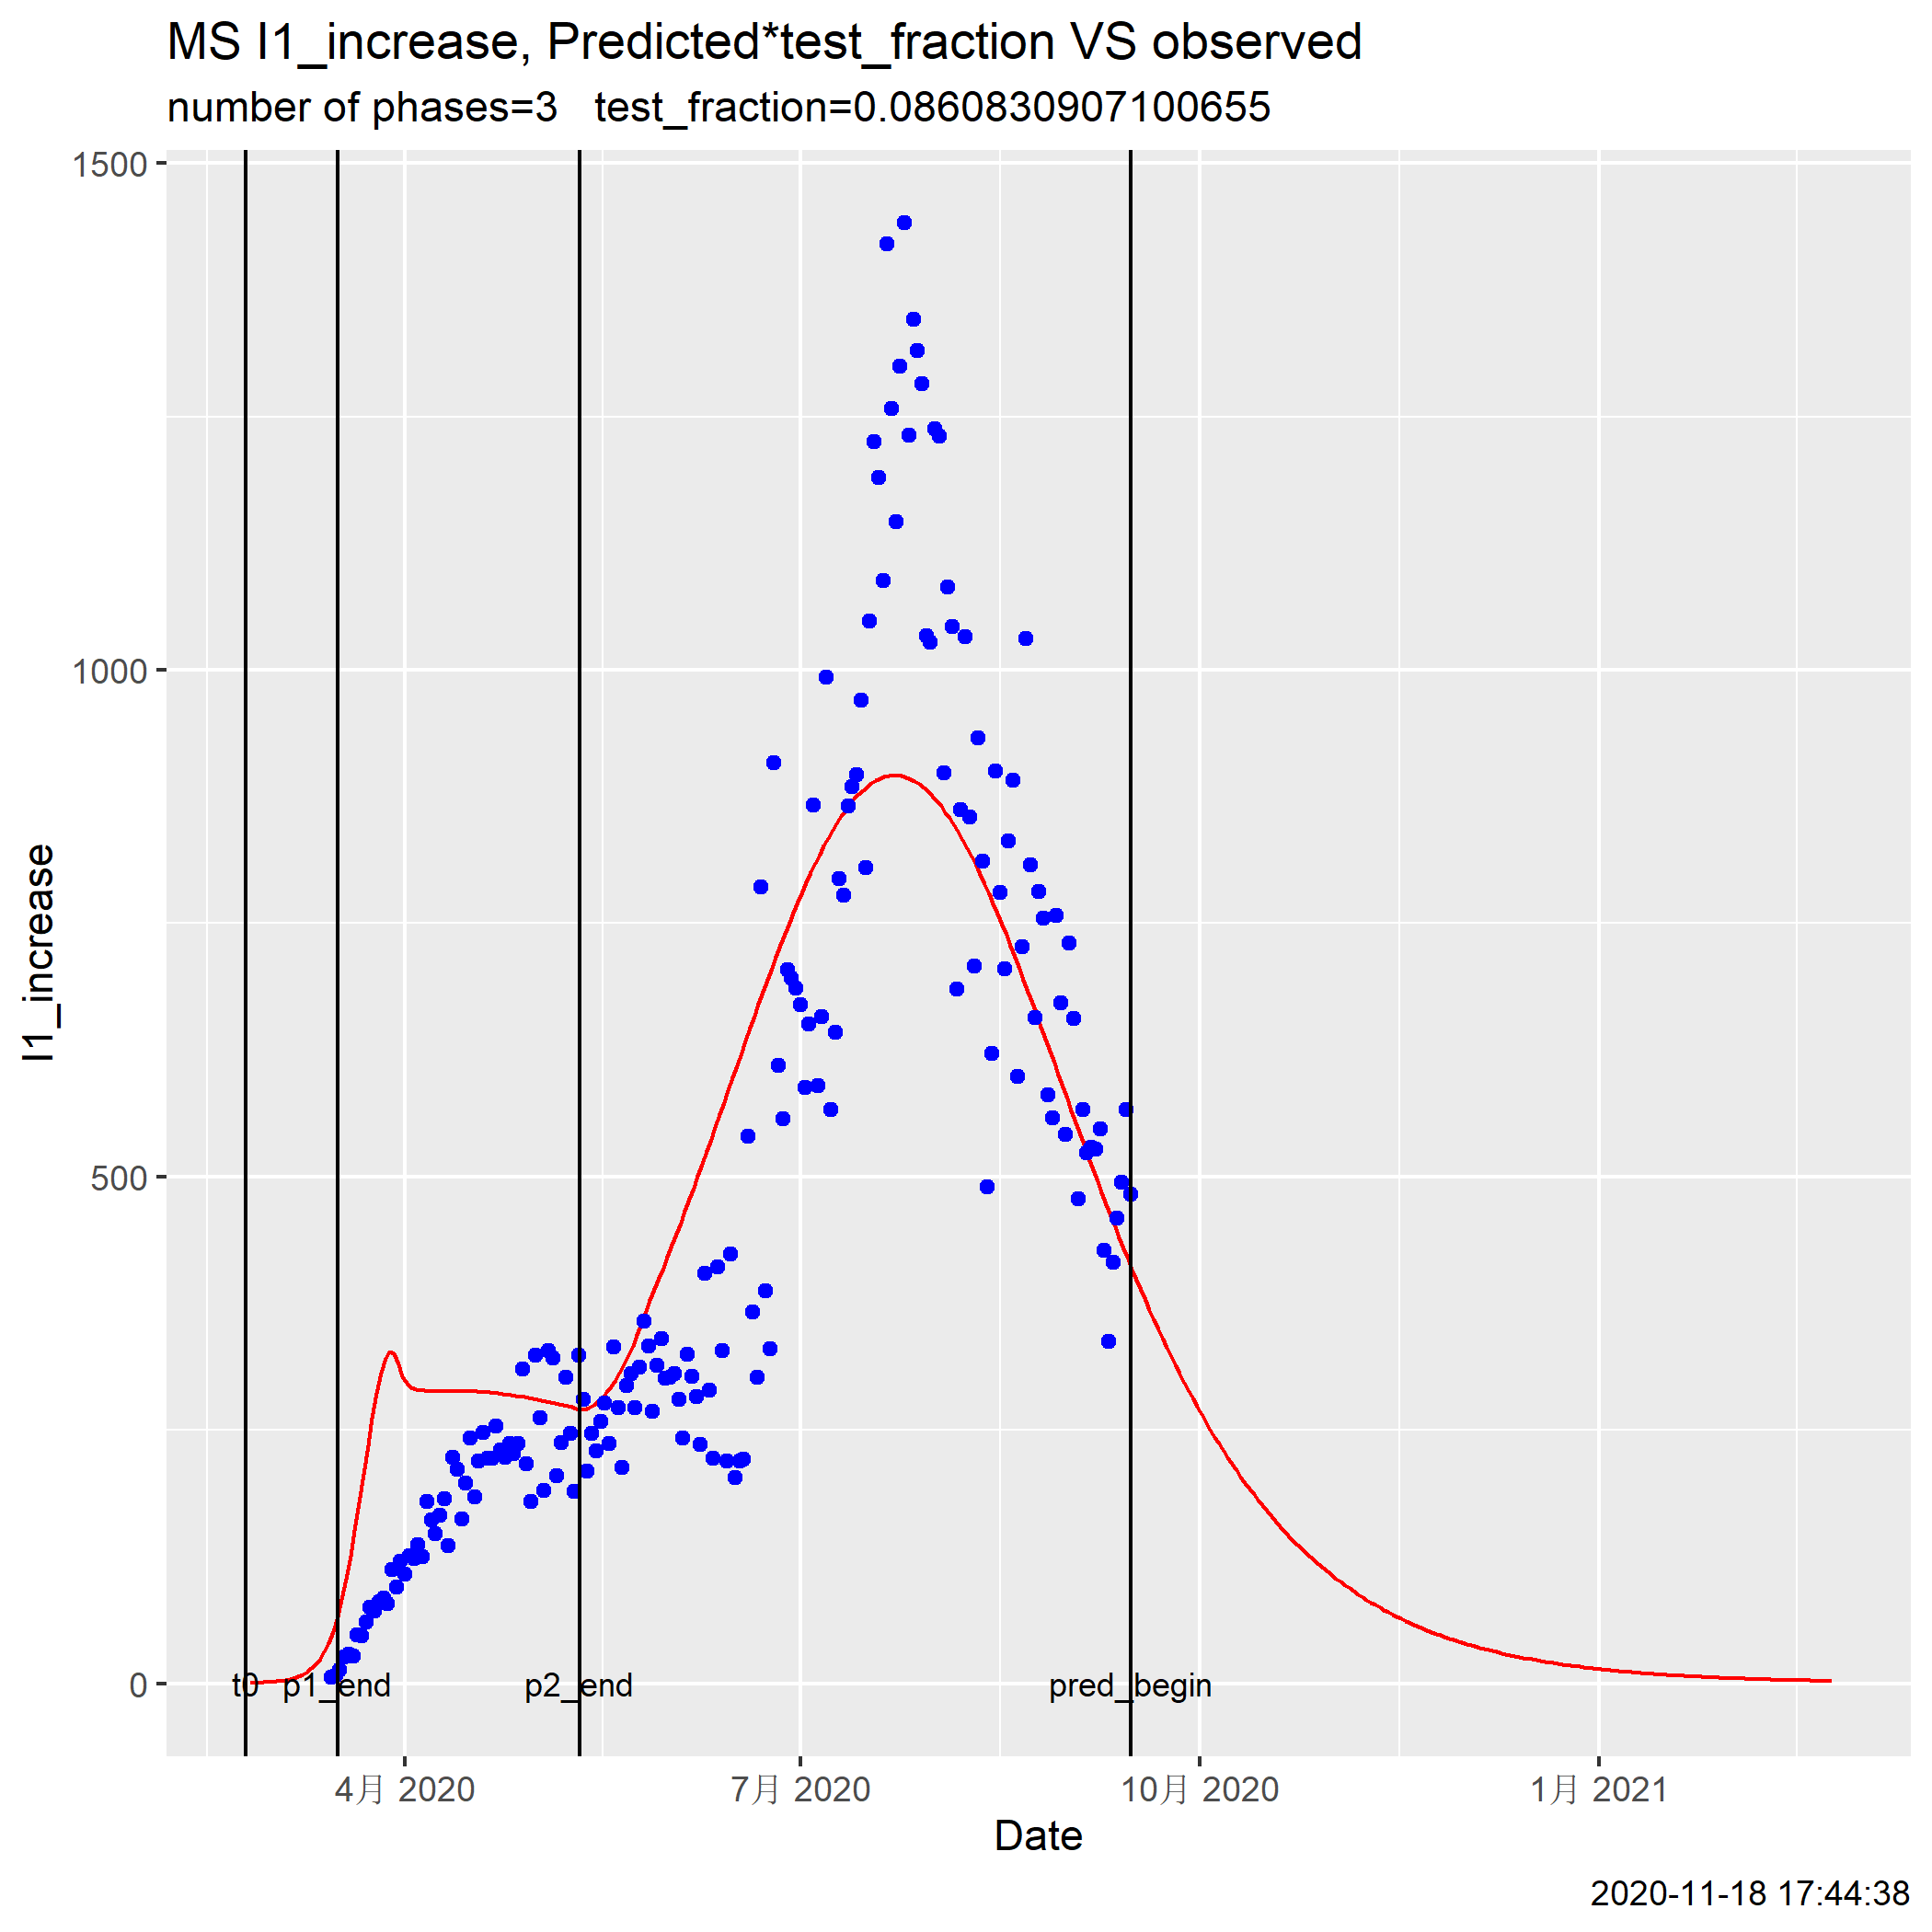 MS I1_increase, Predicted*test_fraction VS observed
number of phases=3   test_fraction=0.0860830907100655
1500
1000
500
0
I1_increase
t0 p1_end p2_end pred_begin
4月 2020 7月 2020 10月 2020 1月 2021
Date
2020-11-18 17:44:38